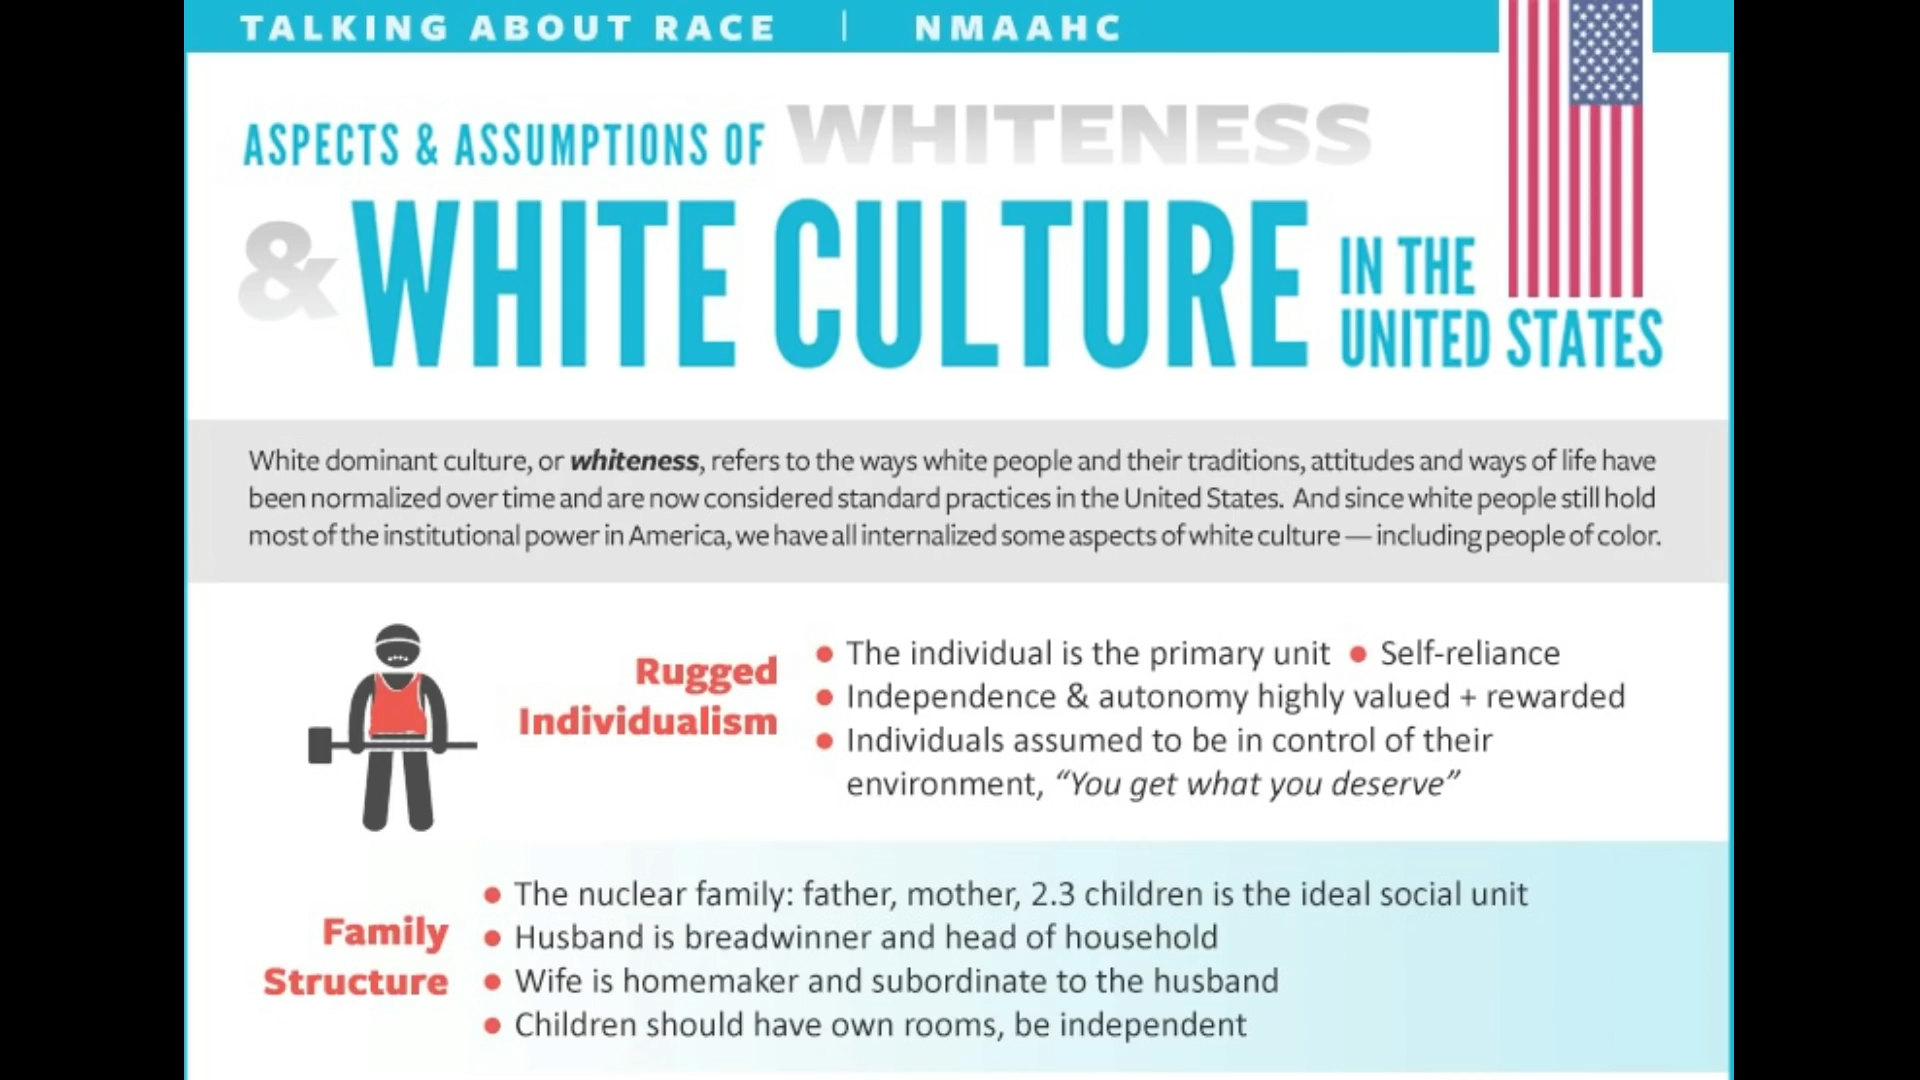 TALKING ABOUT RACE | NMAAHC
ASPECTS & ASSUMPTIONS OF WHITENESS
& WHITE CULTURE IN THE
UNITED STATES
White dominant culture, or whiteness, refers to the ways white people and their traditions, attitudes and ways of life have
been normalized over time and are now considered standard practices in the United States. And since white people still hold
most of the institutional power in America, we have all internalized some aspects of white culture — including people of color.
Rugged
Individualism
• The individual is the primary unit • Self-reliance
• Independence & autonomy highly valued + rewarded
• Individuals assumed to be in control of their
environment, “You get what you deserve”
Family
Structure
• The nuclear family: father, mother, 2.3 children is the ideal social unit
• Husband is breadwinner and head of household
• Wife is homemaker and subordinate to the husband
• Children should have own rooms, be independent